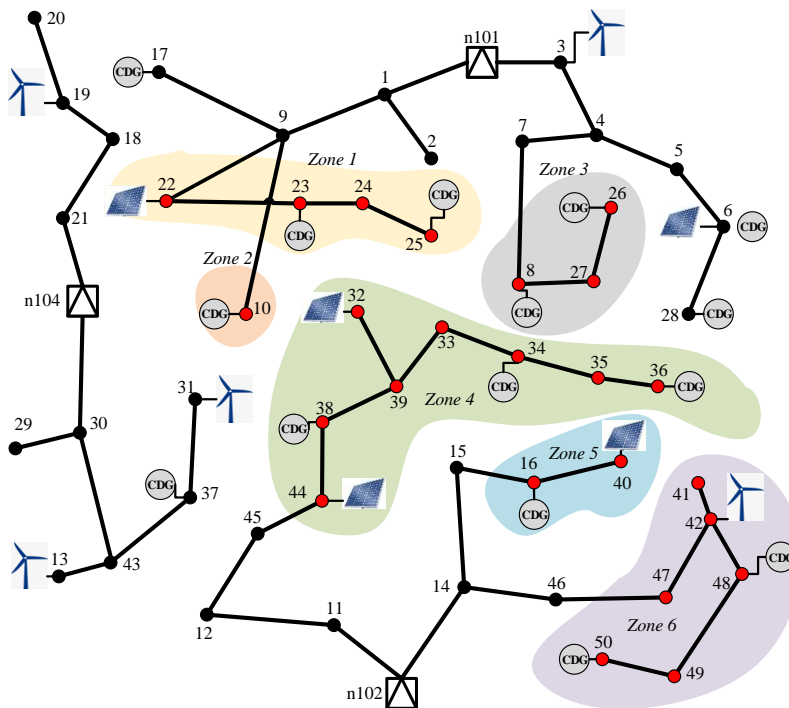 20
n101
3
17
CDG
1
19
9
18
7
4
2
5
Zone 1
Zone 3
22
23
24
CDG
26
CDG
6
CDG
21
CDG
25
Zone 2
8
27
n104
CDG
10
32
CDG
28
CDG
33
34
31
35
36
CDG
CDG
39
Zone 4
30
29
38
CDG
15
Zone 5
16
40
CDG
37
44
CDG
41
42
45
CDG
13
43
14
46
47
48
12
11
Zone 6
50
CDG
49
n102